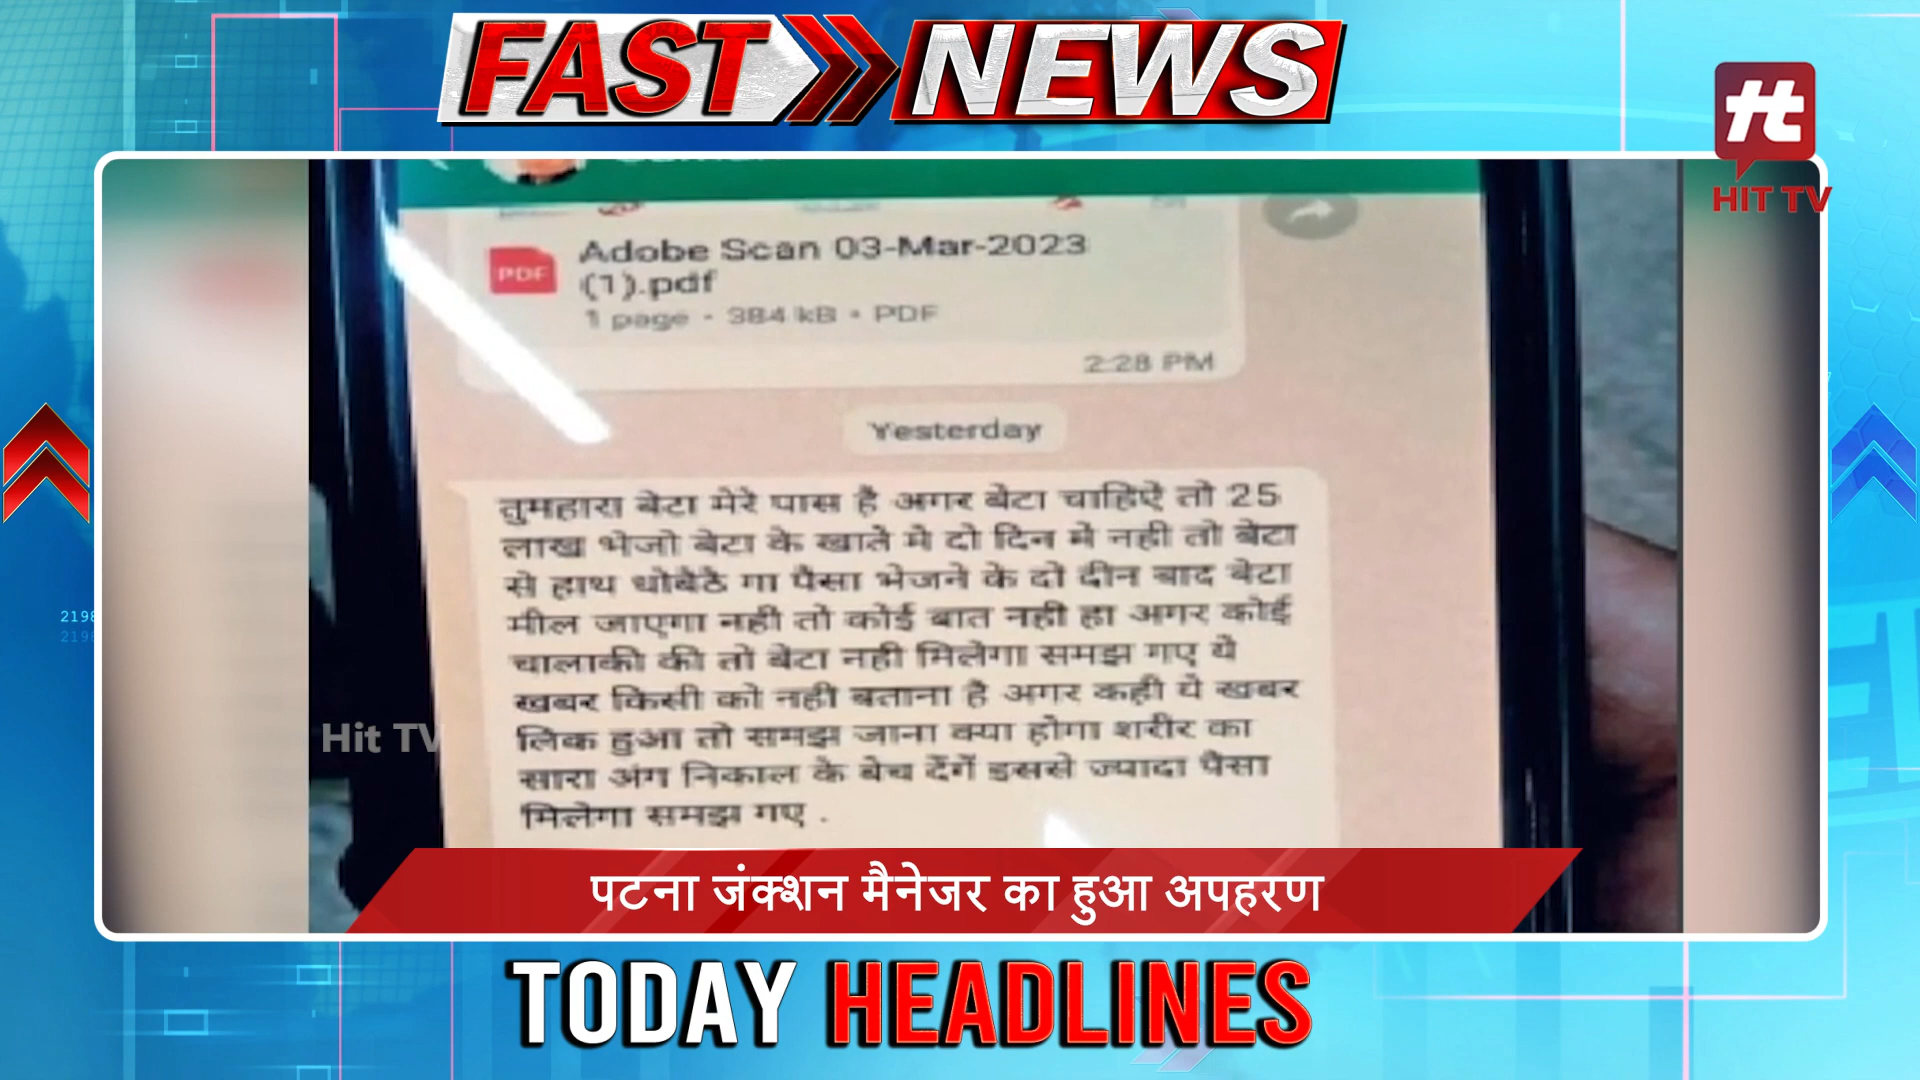 FAST NEWS
HIT TV
Adobe Scan 03-Mar-2023
(1).pdf
PDF
1 page • 384 kB • PDF
2:28 PM
Yesterday
तुमहारा बेटा मेरे पास है अगर बेटा चाहिऐ तो 25
लाख भेजो बेटा के खाते मे दो दिन मे नही तो बेटा
से हाथ धोबैठे गा पैसा भेजने के दो दीन बाद बेटा
मील जाएगा नही तो कोई बात नही हा अगर कोई
चालाकी की तो बेटा नही मिलेगा समझ गए ये
खबर किसी को नही बताना है अगर कही ये खबर
लिक हुआ तो समझ जाना क्या होगा शरीर का
सारा अंग निकाल के बेच देंगें इससे ज्यादा पैसा
मिलेगा समझ गए .
Hit TV
पटना जंक्शन मैनेजर का हुआ अपहरण
TODAY HEADLINES